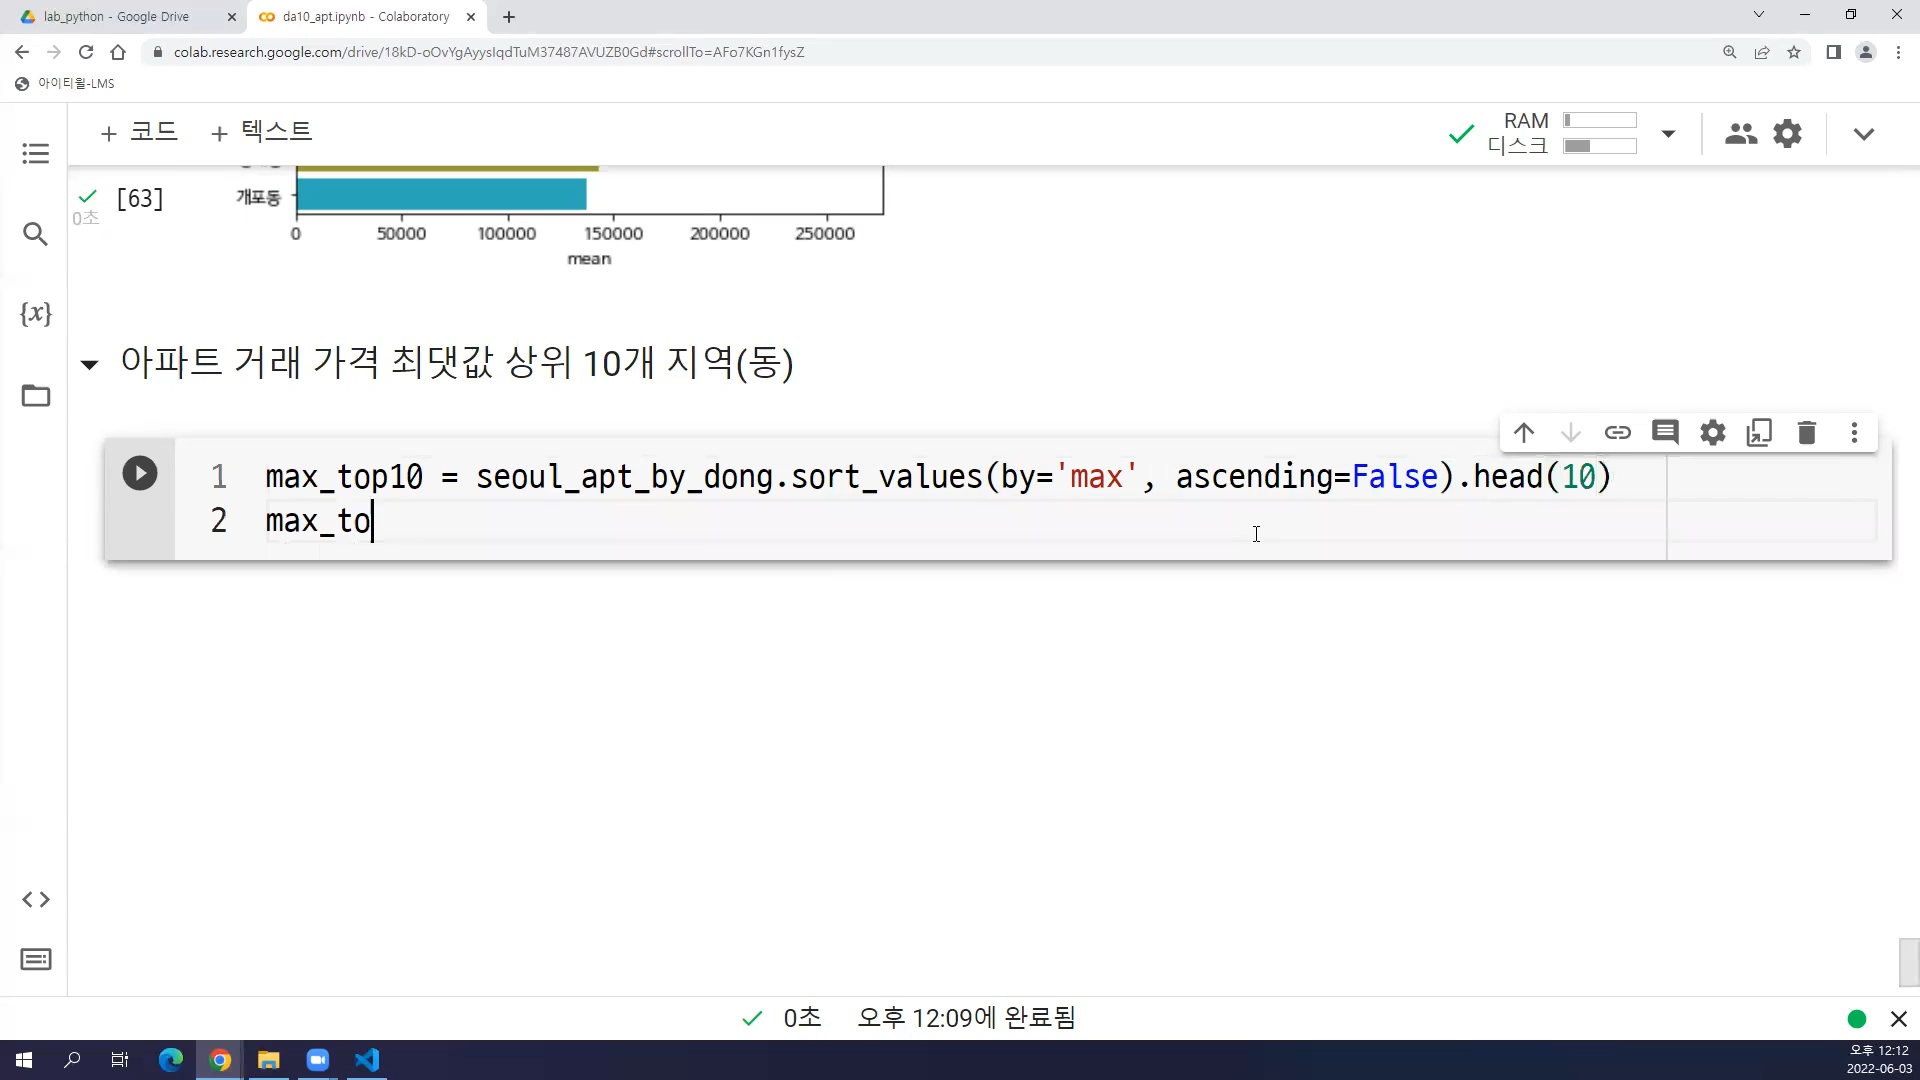 lab_python - Google Drive
da10_apt.ipynb - Colaboratory
colab.research.google.com/drive/18kD-oOvYgAyysIqdTuM37487AVUZB0Gd#scrollTo=AFo7KGn1fysZ
아이티윌-LMS
+ 코드 + 텍스트
RAM
디스크
[63]
0초
개포동
0 50000 100000 150000 200000 250000
mean
아파트 거래 가격 최댓값 상위 10개 지역(동)
1 max_top10 = seoul_apt_by_dong.sort_values(by='max', ascending=False).head(10)
2 max_to
0초 오후 12:09에 완료됨
오후 12:12
2022-06-03